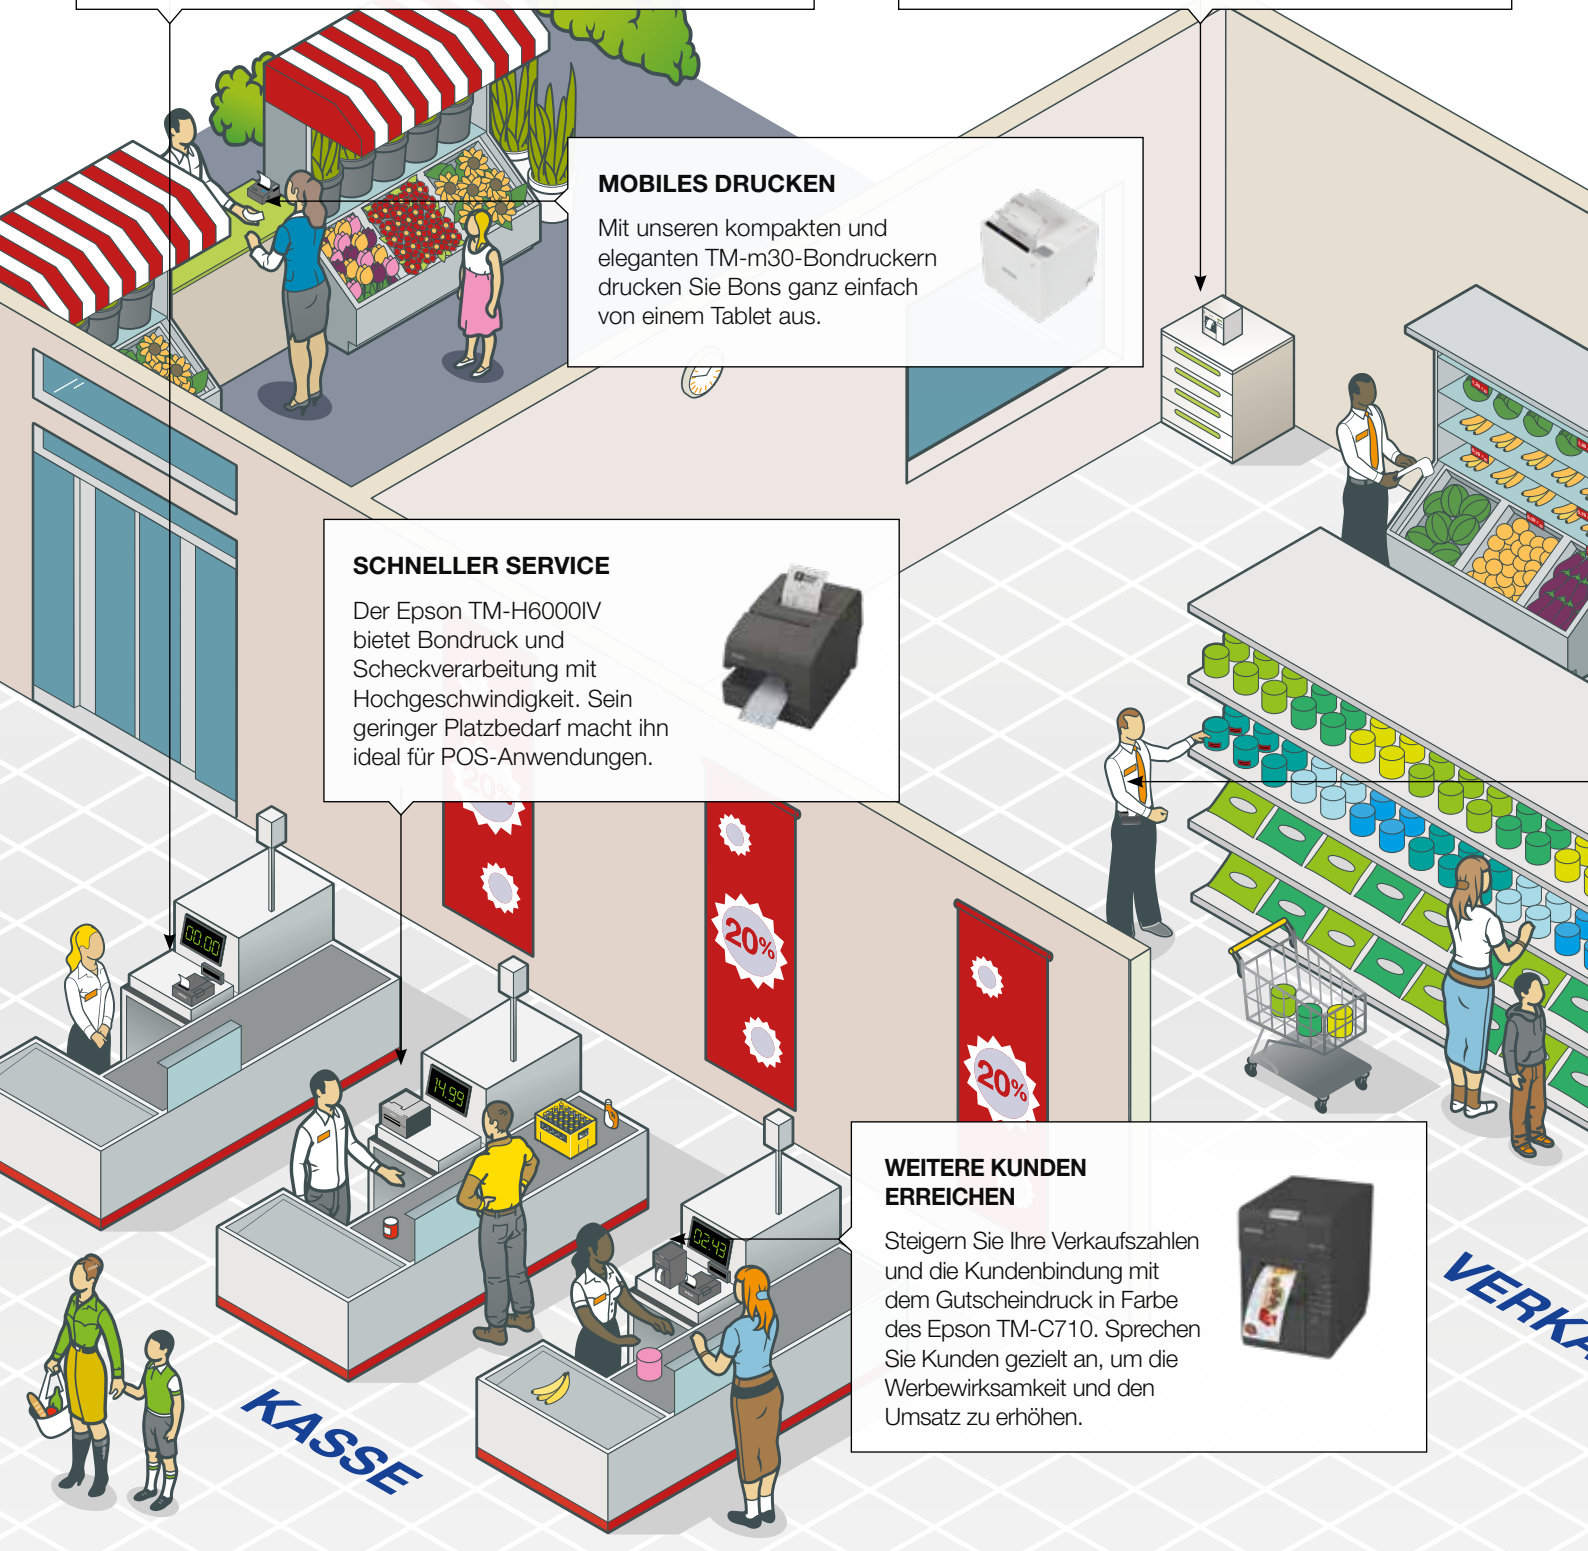 MOBILES DRUCKEN
Mit unseren kompakten und
eleganten TM-m30-Bondruckern
drucken Sie Bons ganz einfach
von einem Tablet aus.
SCHNELLER SERVICE
Der Epson TM-H6000IV
bietet Bondruck und
Scheckverarbeitung mit
Hochgeschwindigkeit. Sein
geringer Platzbedarf macht ihn
ideal für POS-Anwendungen.
20%
20%
20%
00.00
14.99
02.43
WEITERE KUNDEN
ERREICHEN
Steigern Sie Ihre Verkaufszahlen
und die Kundenbindung mit
dem Gutscheindruck in Farbe
des Epson TM-C710. Sprechen
Sie Kunden gezielt an, um die
Werbewirksamkeit und den
Umsatz zu erhöhen.
KASSE
VERKA